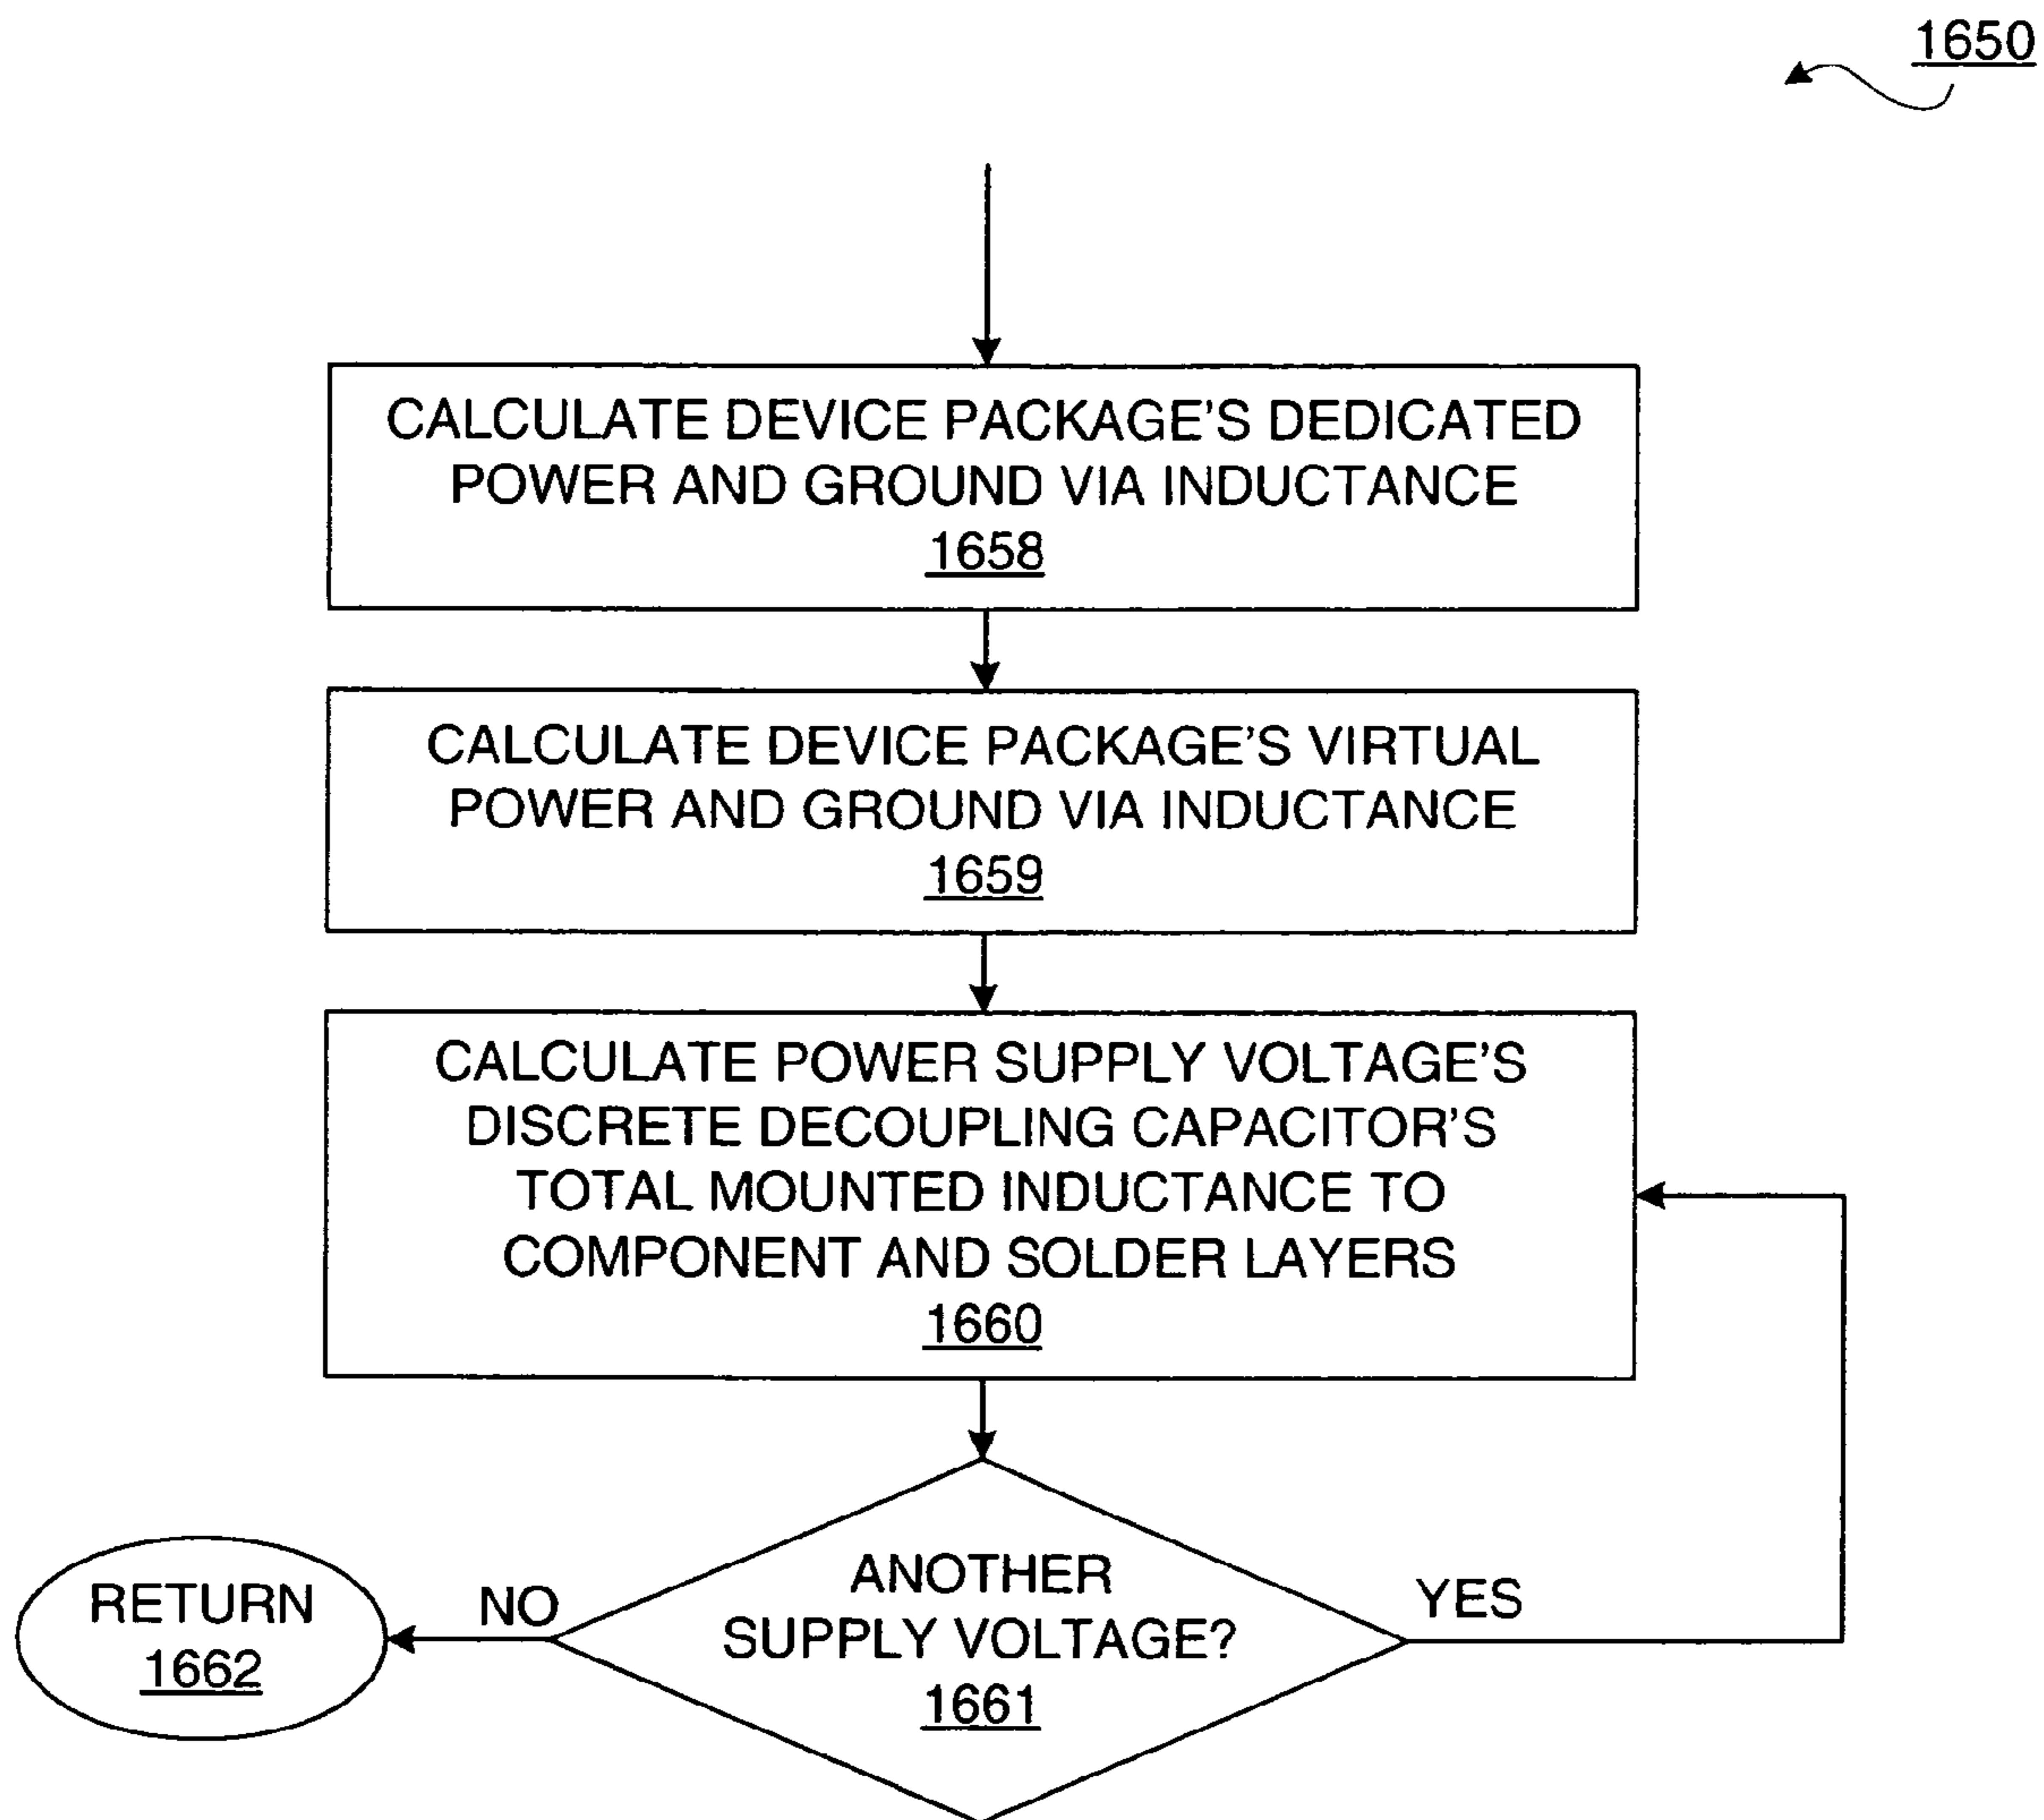 1650
CALCULATE DEVICE PACKAGE'S DEDICATED
POWER AND GROUND VIA INDUCTANCE
1658
CALCULATE DEVICE PACKAGE'S VIRTUAL
POWER AND GROUND VIA INDUCTANCE
1659
CALCULATE POWER SUPPLY VOLTAGE'S
DISCRETE DECOUPLING CAPACITOR'S
TOTAL MOUNTED INDUCTANCE TO
COMPONENT AND SOLDER LAYERS
1660
ANOTHER
SUPPLY VOLTAGE?
1661
YES
NO
RETURN
1662